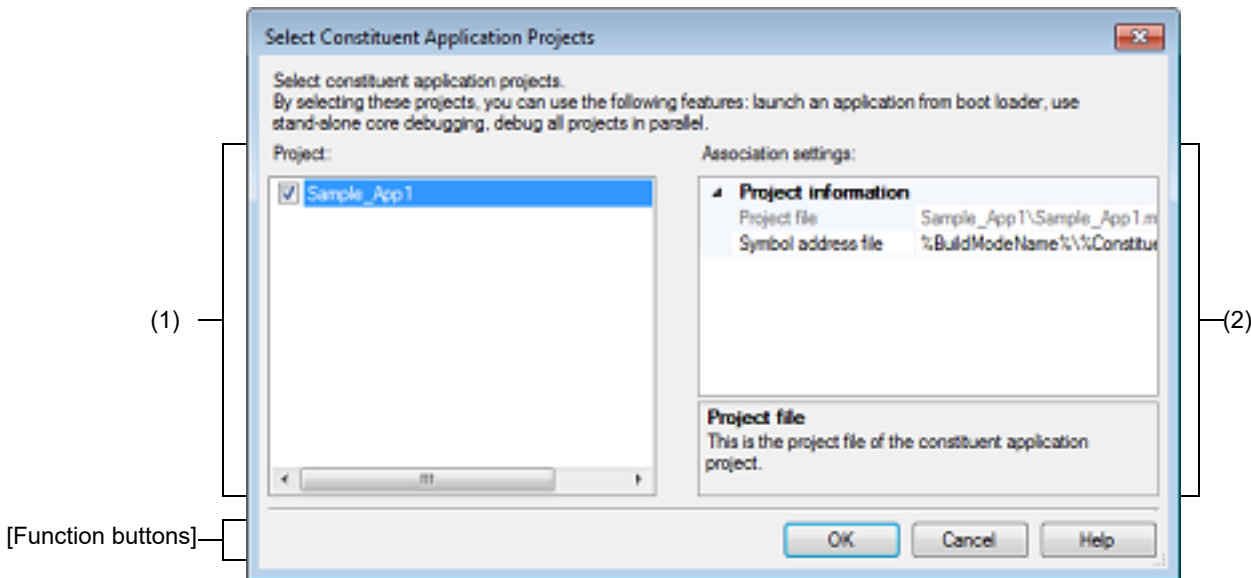 Select Constituent Application Projects
Select constituent application projects.
By selecting these projects, you can use the following features: launch an application from boot loader, use
stand-alone core debugging, debug all projects in parallel.
Project:
Association settings:
Sample_App1
Project information
Project file Sample_App1\Sample_App1.m
Symbol address file %BuildModeName%\%Constitue
(1)
(2)
Project file
This is the project file of the constituent application
project.
[Function buttons]
OK Cancel Help